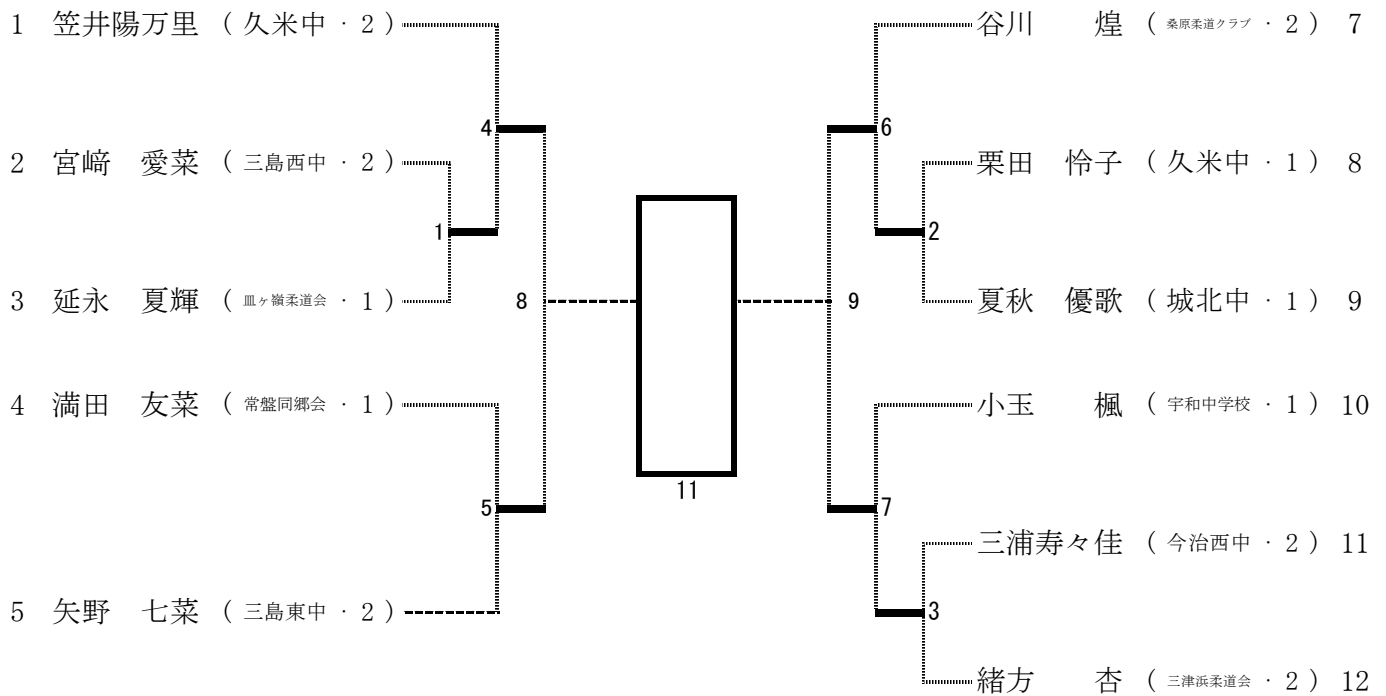 1 笠井陽万里 ( 久米中 · 2 )
谷川 煌 ( 桑原柔道クラブ · 2 ) 7
4
6
2 宮﨑 愛菜 ( 三島西中 · 2 )
栗田 怜子 ( 久米中 · 1 ) 8
1
2
3 延永 夏輝 ( 皿ヶ嶺柔道会 · 1 )
8
9
夏秋 優歌 ( 城北中 · 1 ) 9
4 満田 友菜 ( 常盤同郷会 · 1 )
小玉 楓 ( 宇和中学校 · 1 ) 10
11
5
7
三浦寿々佳 ( 今治西中 · 2 ) 11
5 矢野 七菜 ( 三島東中 · 2 )
3
緒方 杏 ( 三津浜柔道会 · 2 ) 12